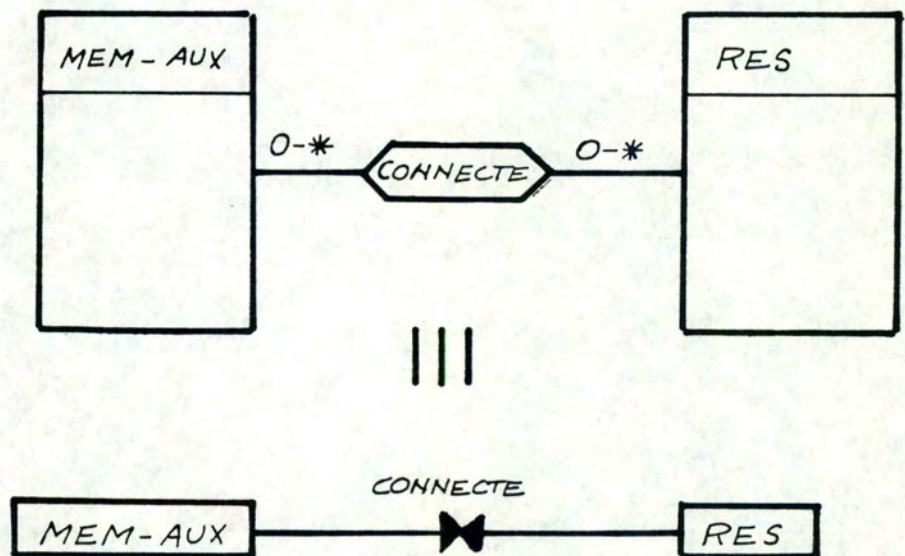 MEM-AUX
RES
0-*
CONNECTE
0-*
CONNECTE
MEM-AUX
RES